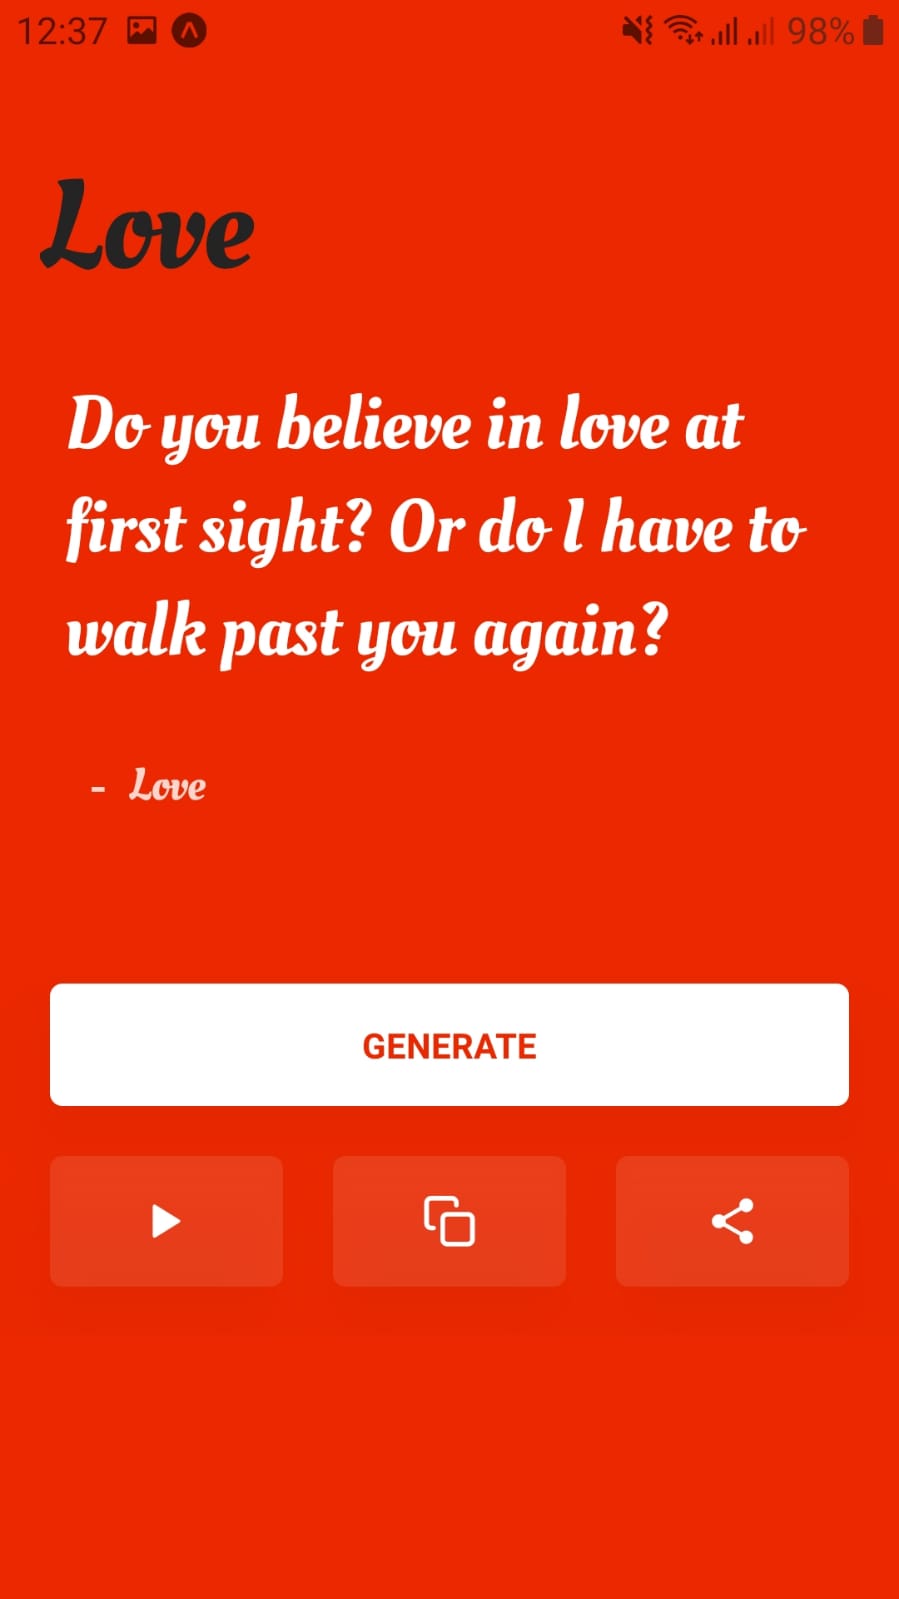 12:37 98%
Love
Do you believe in love at
first sight? Or do I have to
walk past you again?
- Love
GENERATE